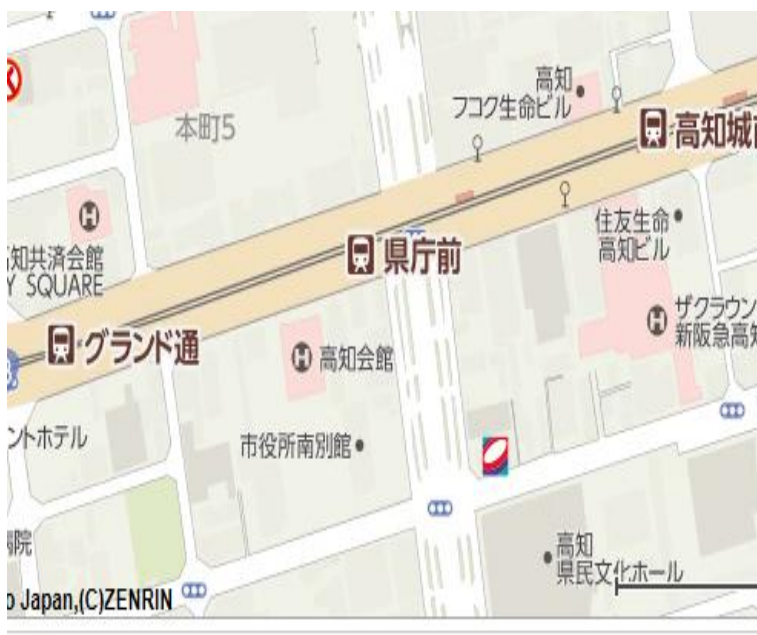 高知
フコク生命ビル
本町5
高知城前
住友生命
高知ビル
県庁前
知共済会館
Y SQUARE
ザクラウン
新阪急高知
グランド通
高知会館
ントホテル
市役所南別館
病院
高知
県民文化ホール
o Japan,(C)ZENRIN